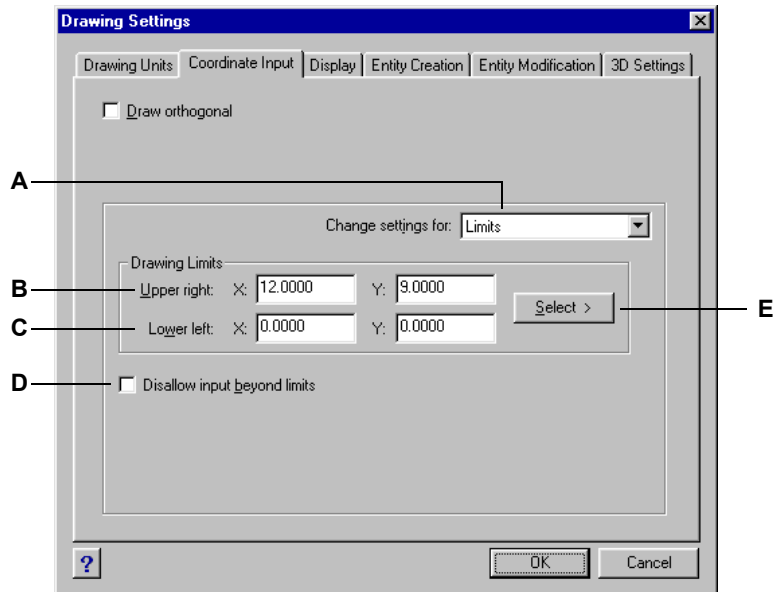 Drawing Settings
Drawing Units Coordinate Input Display Entity Creation Entity Modification 3D Settings
Draw orthogonal
A
Change settings for: Limits
Drawing Limits
B Upper right: X: 12.0000 Y: 9.0000
Select >
E
C Lower left: X: 0.0000 Y: 0.0000
D Disallow input beyond limits
? OK Cancel